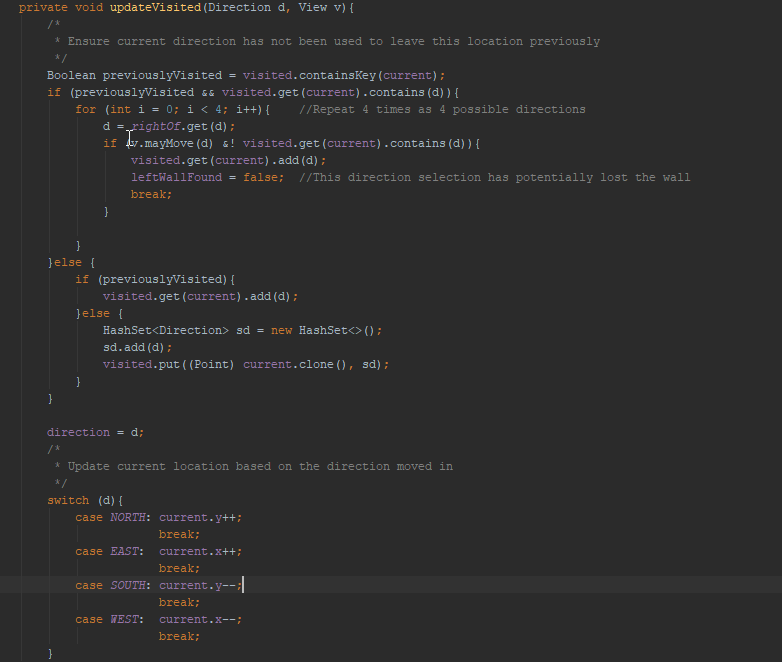 private void updateVisited(Direction d, View v){
/*
* Ensure current direction has not been used to leave this location previously
*/
Boolean previouslyVisited = visited.containsKey(current);
if (previouslyVisited && visited.get(current).contains(d)){
for (int i = 0; i < 4; i++){    //Repeat 4 times as 4 possible directions
d = rightOf.get(d);
if (v.mayMove(d) &! visited.get(current).contains(d)){
visited.get(current).add(d);
leftWallFound = false;  //This direction selection has potentially lost the wall
break;
}
}
}else {
if (previouslyVisited){
visited.get(current).add(d);
}else {
HashSet<Direction> sd = new HashSet<>();
sd.add(d);
visited.put((Point) current.clone(), sd);
}
}
direction = d;
/*
* Update current location based on the direction moved in
*/
switch (d){
case NORTH: current.y++;
break;
case EAST:  current.x++;
break;
case SOUTH: current.y--;
break;
case WEST:  current.x--;
break;
}